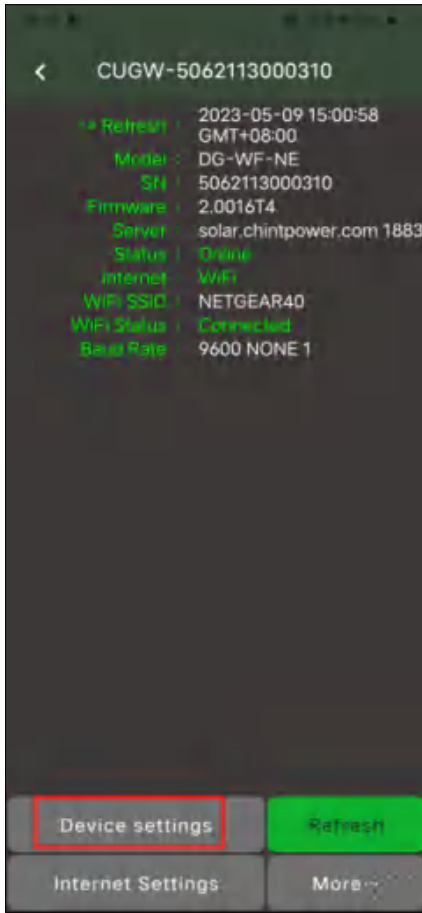 CUGW-5062113000310
Refresh : 2023-05-09 15:00:58
GMT+08:00
Model : DG-WF-NE
SN : 5062113000310
Firmware : 2.0016T4
Server : solar.chintpower.com 1883
Status : Online
Internet : WiFi
WiFi SSID : NETGEAR40
WiFi Status : Connected
Baud Rate : 9600 NONE 1
Device settings
Refresh
Internet Settings
More...